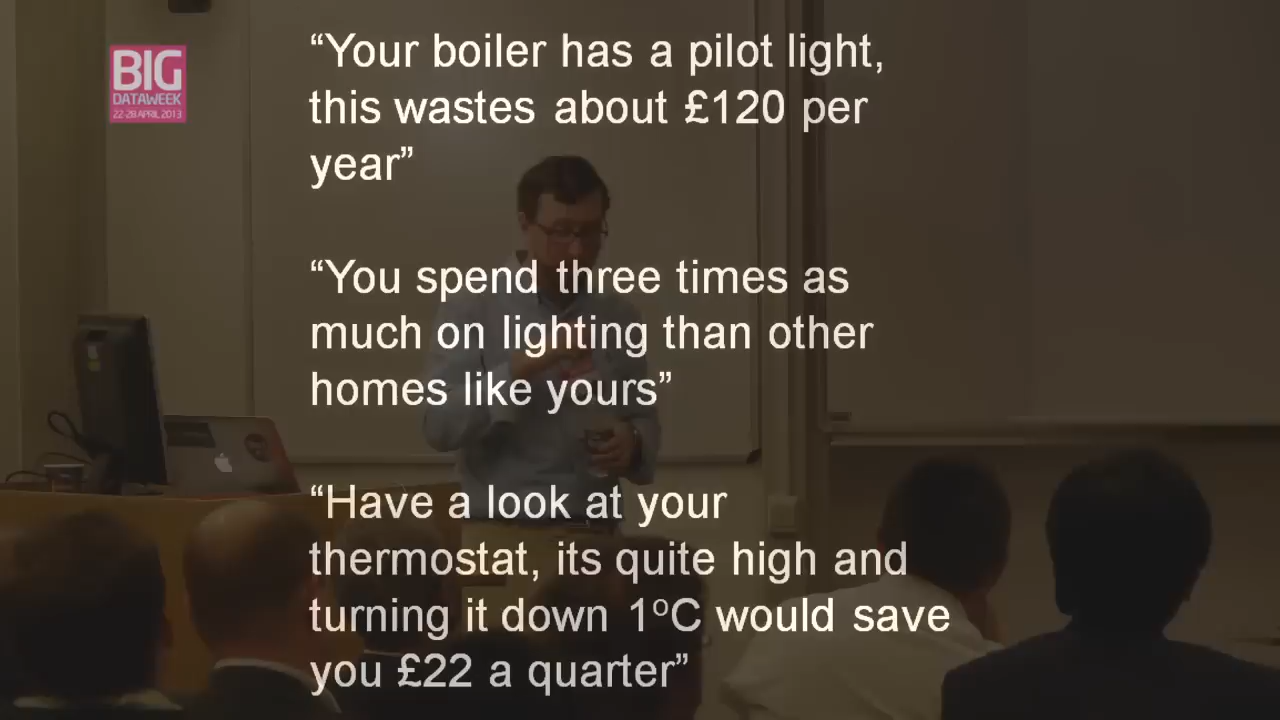 BIG
DATAWEEK
22-28 APRIL 2013
“Your boiler has a pilot light,
this wastes about £120 per
year”
“You spend three times as
much on lighting than other
homes like yours”
“Have a look at your
thermostat, its quite high and
turning it down 1ºC would save
you £22 a quarter”